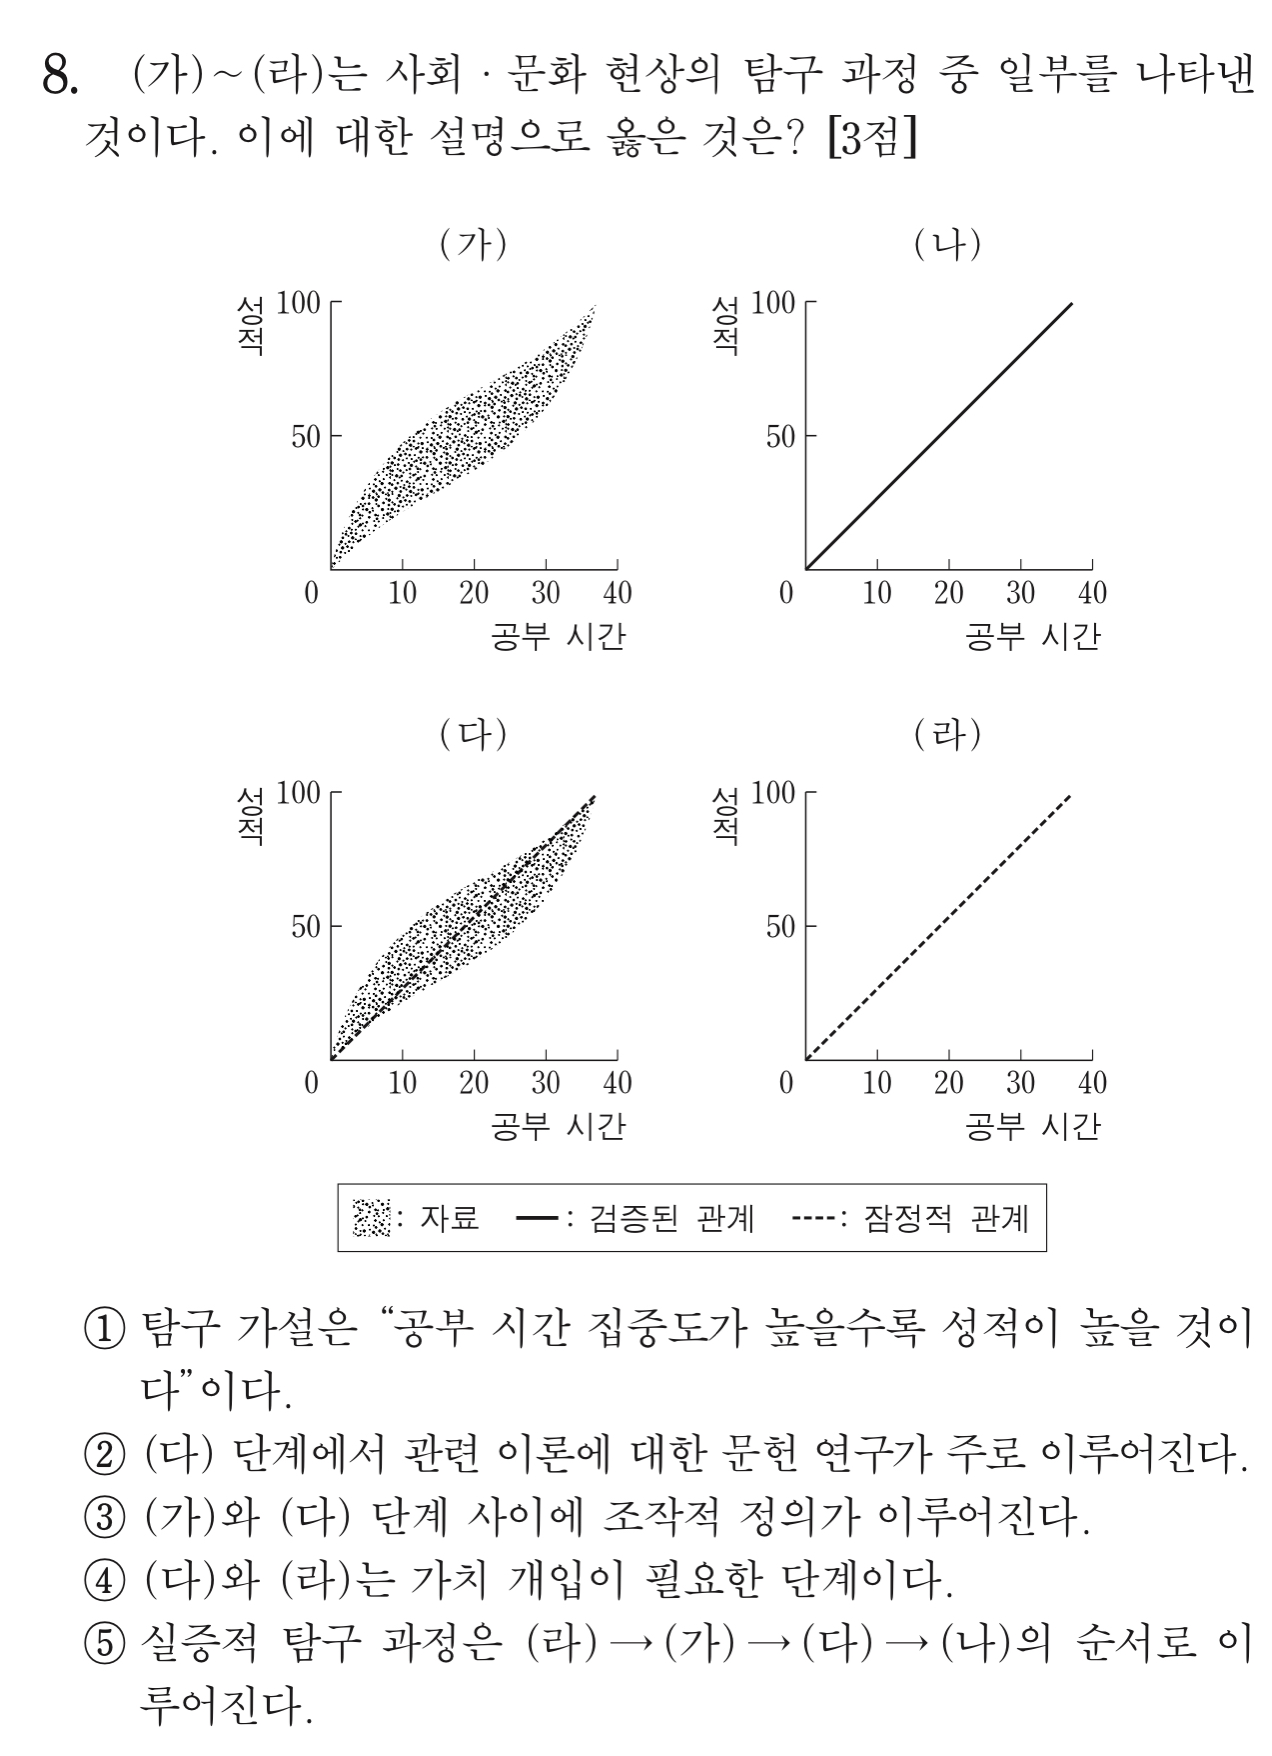 8. (가)~(라)는 사회·문화 현상의 탐구 과정 중 일부를 나타낸
것이다. 이에 대한 설명으로 옳은 것은? [3점]
(가)
성적
100
50
0 10 20 30 40
공부 시간
(나)
성적
100
50
0 10 20 30 40
공부 시간
(다)
성적
100
50
0 10 20 30 40
공부 시간
(라)
성적
100
50
0 10 20 30 40
공부 시간
: 자료 : 검증된 관계 : 잠정적 관계
① 탐구 가설은 “공부 시간 집중도가 높을수록 성적이 높을 것이
다”이다.
② (다) 단계에서 관련 이론에 대한 문헌 연구가 주로 이루어진다.
③ (가)와 (다) 단계 사이에 조작적 정의가 이루어진다.
④ (다)와 (라)는 가치 개입이 필요한 단계이다.
⑤ 실증적 탐구 과정은 (라)→(가)→(다)→(나)의 순서로 이
루어진다.